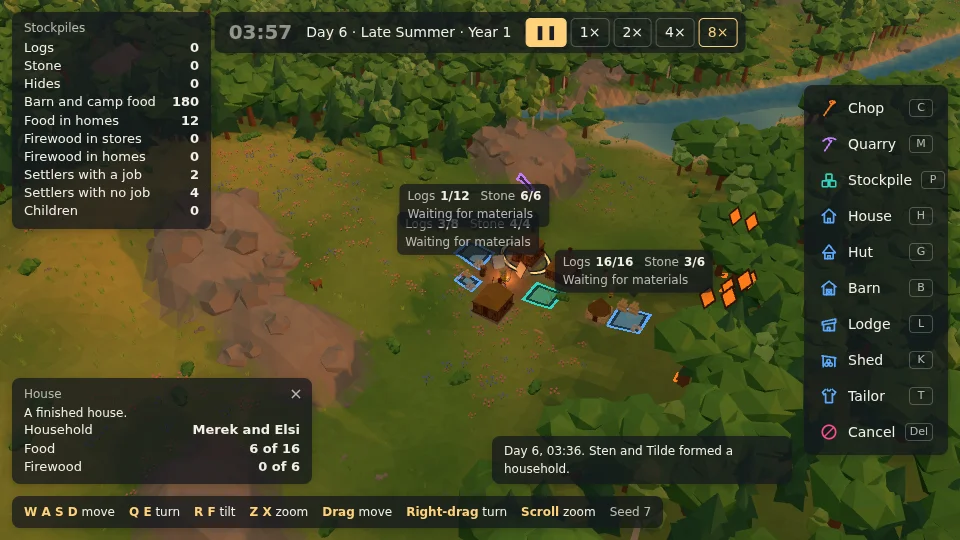 Stockpiles
Logs 0
Stone 0
Hides 0
Barn and camp food 180
Food in homes 12
Firewood in stores 0
Firewood in homes 0
Settlers with a job 2
Settlers with no job 4
Children 0
03:57 Day 6 · Late Summer · Year 1 1× 2× 4× 8×
Chop C
Quarry M
Stockpile P
House H
Hut G
Barn B
Lodge L
Shed K
Tailor T
Cancel Del
Logs 1/12 Stone 6/6
Waiting for materials
Logs 3/8 Stone 4/4
Waiting for materials
Logs 16/16 Stone 3/6
Waiting for materials
House
A finished house.
Household Merek and Elsi
Food 6 of 16
Firewood 0 of 6
Day 6, 03:36. Sten and Tilde formed a
household.
W A S D move Q E turn R F tilt Z X zoom Drag move Right-drag turn Scroll zoom Seed 7